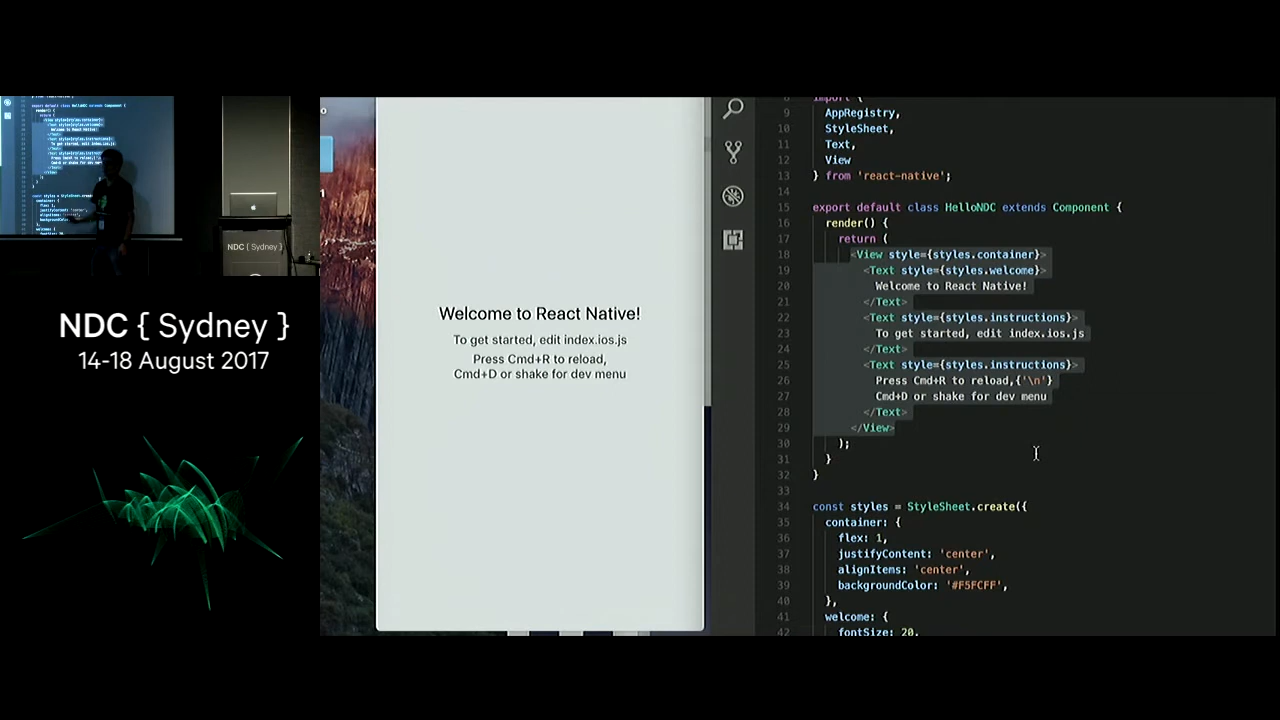 NDC { Sydney }
NDC { Sydney }
14-18 August 2017
Welcome to React Native!
To get started, edit index.ios.js
Press Cmd+R to reload,
Cmd+D or shake for dev menu
8 import {
9 AppRegistry,
10 StyleSheet,
11 Text,
12 View
13 } from 'react-native';
14
15 export default class HelloNDC extends Component {
16 render() {
17 return (
18 <View style={styles.container}>
19 <Text style={styles.welcome}>
20 Welcome to React Native!
21 </Text>
22 <Text style={styles.instructions}>
23 To get started, edit index.ios.js
24 </Text>
25 <Text style={styles.instructions}>
26 Press Cmd+R to reload,{'\n'}
27 Cmd+D or shake for dev menu
28 </Text>
29 </View>
30 );
31 }
32 }
33
34 const styles = StyleSheet.create({
35 container: {
36 flex: 1,
37 justifyContent: 'center',
38 alignItems: 'center',
39 backgroundColor: '#F5FCFF',
40 },
41 welcome: {
42 fontSize: 20,